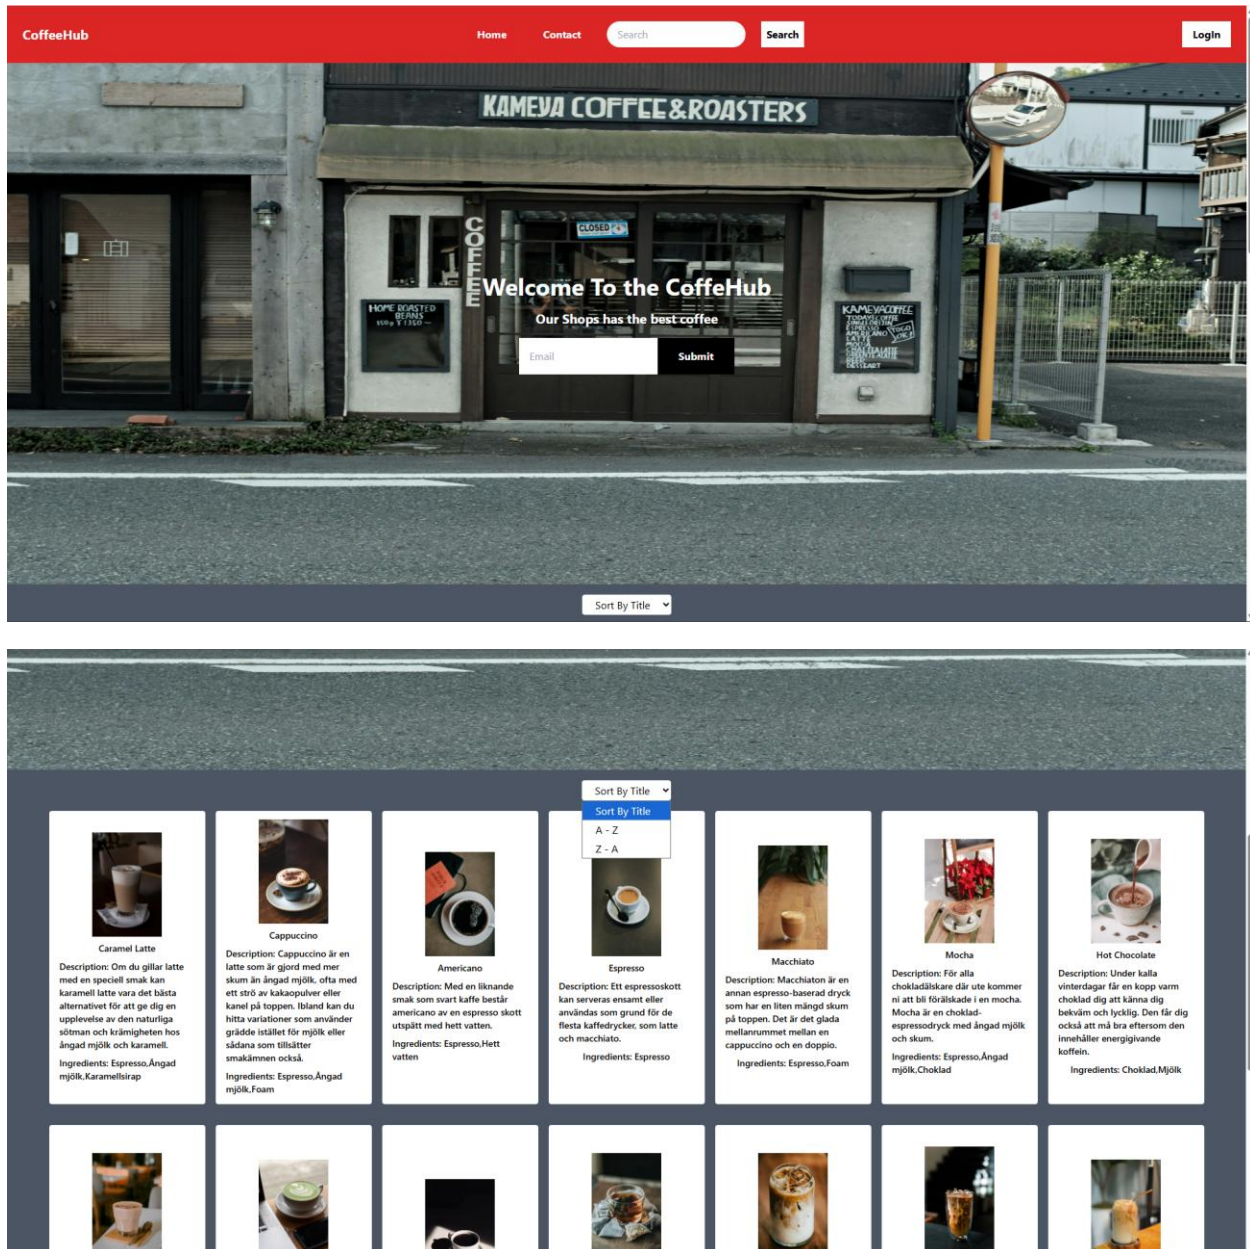 CoffeeHub
Home
Contact
Search
Search
LogIn
KAMEYA COFFEE&ROASTERS
CLOSED
COFFEE
Welcome To the CoffeHub
Our Shops has the best coffee
Email
Submit
HOME ROASTED
BEANS
KAMEYACOFFEE
ESPRESSO
AMERICANO
LATTE
TOGO
OK!
Sort By Title
Sort By Title
Sort By Title
A - Z
Z - A
Caramel Latte
Description: Om du gillar latte
med en speciell smak kan
karamell latte vara det bästa
alternativet för att ge dig en
upplevelse av den naturliga
sötman och krämigheten hos
ångad mjölk och karamell.
Ingredients: Espresso,Ångad
mjölk,Karamellsirap
Cappuccino
Description: Cappuccino är en
latte som är gjord med mer
skum än ångad mjölk, ofta med
ett strö av kakaopulver eller
kanel på toppen. Ibland kan du
hitta variationer som använder
grädde istället för mjölk eller
sådana som tillsätter
smakämnen också.
Ingredients: Espresso,Ångad
mjölk,Foam
Americano
Description: Med en liknande
smak som svart kaffe består
americano av en espresso skott
utspätt med hett vatten.
Ingredients: Espresso,Hett
vatten
Espresso
Description: Ett espressoskott
kan serveras ensamt eller
användas som grund för de
flesta kaffedrycker, som latte
och macchiato.
Ingredients: Espresso
Macchiato
Description: Macchiaton är en
annan espresso-baserad dryck
som har en liten mängd skum
på toppen. Det är det glada
mellanrummet mellan en
cappuccino och en doppio.
Ingredients: Espresso,Foam
Mocha
Description: För alla
chokladälskare där ute kommer
ni att bli förälskade i en mocha.
Mocha är en choklad-
espressodryck med ångad mjölk
och skum.
Ingredients: Espresso,Ångad
mjölk,Choklad
Hot Chocolate
Description: Under kalla
vinterdagar får en kopp varm
choklad dig att känna dig
bekväm och lycklig. Den får dig
också att må bra eftersom den
innehåller energigivande
koffein.
Ingredients: Choklad,Mjölk